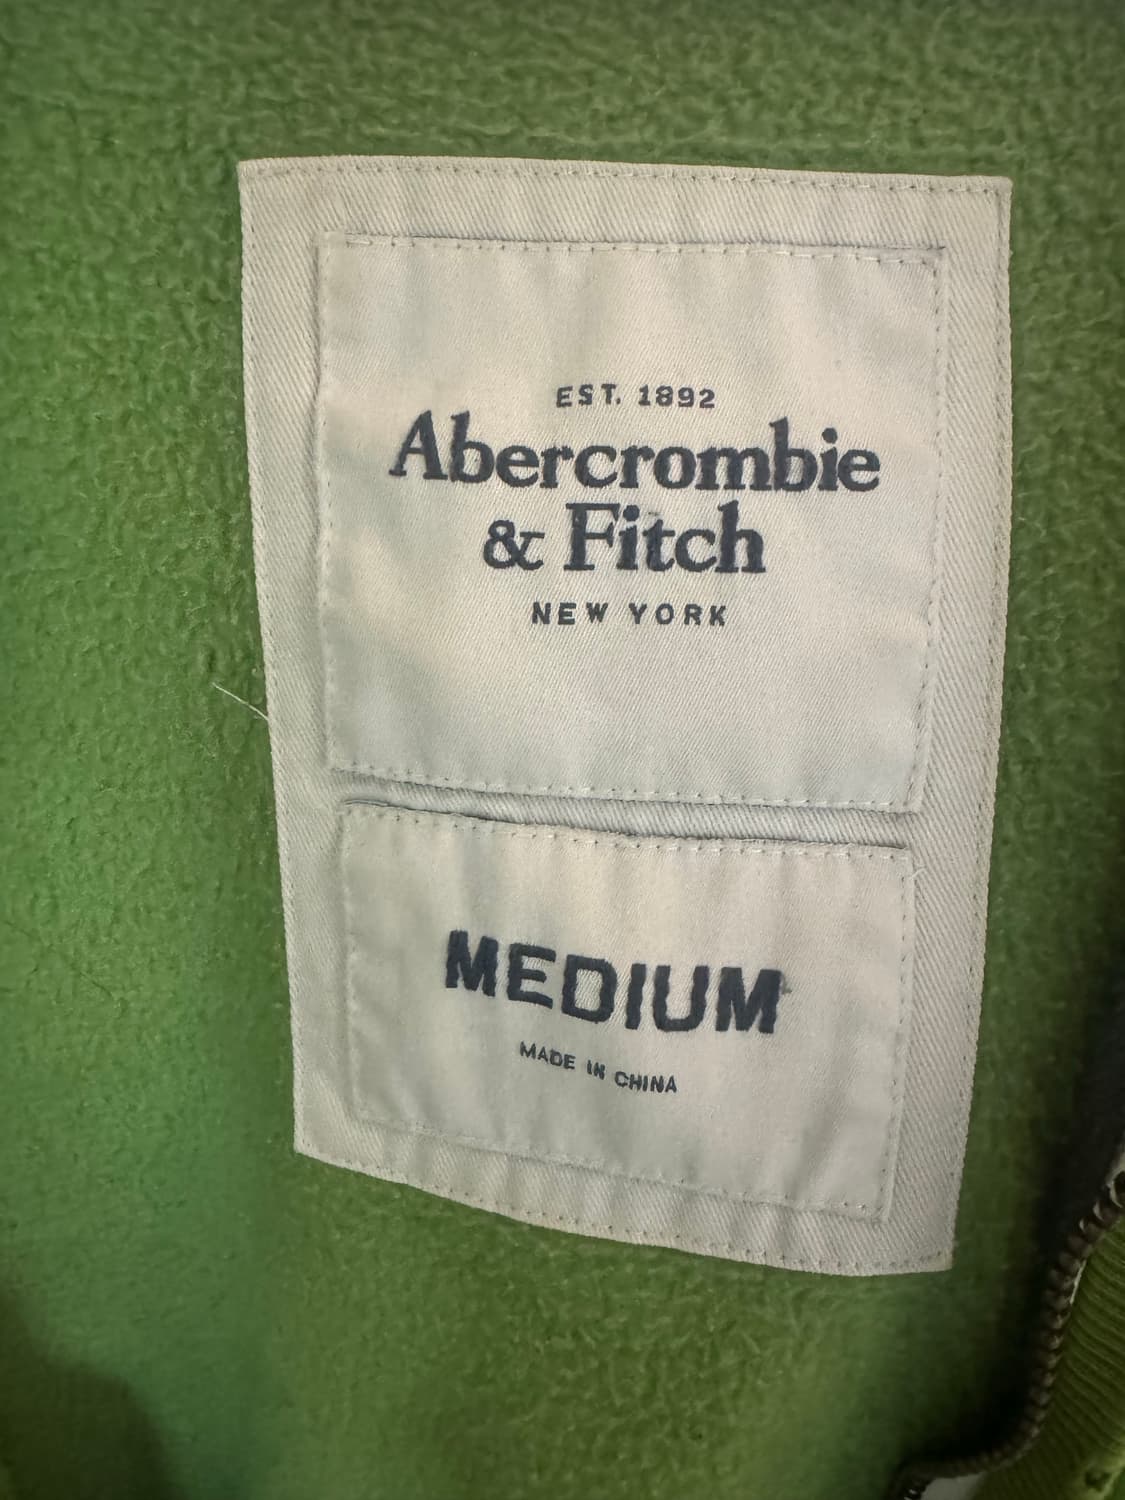 EST. 1892
Abercrombie
& Fitch
NEW YORK
MEDIUM
MADE IN CHINA